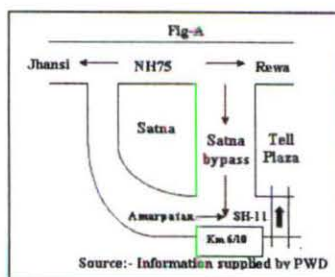 Fig-A
Jhansi NH75 Rewa
Satna Satna bypass Tell Plaza
Amarpatan SH-11
Km 6/10
Source:- Information supplied by PWD